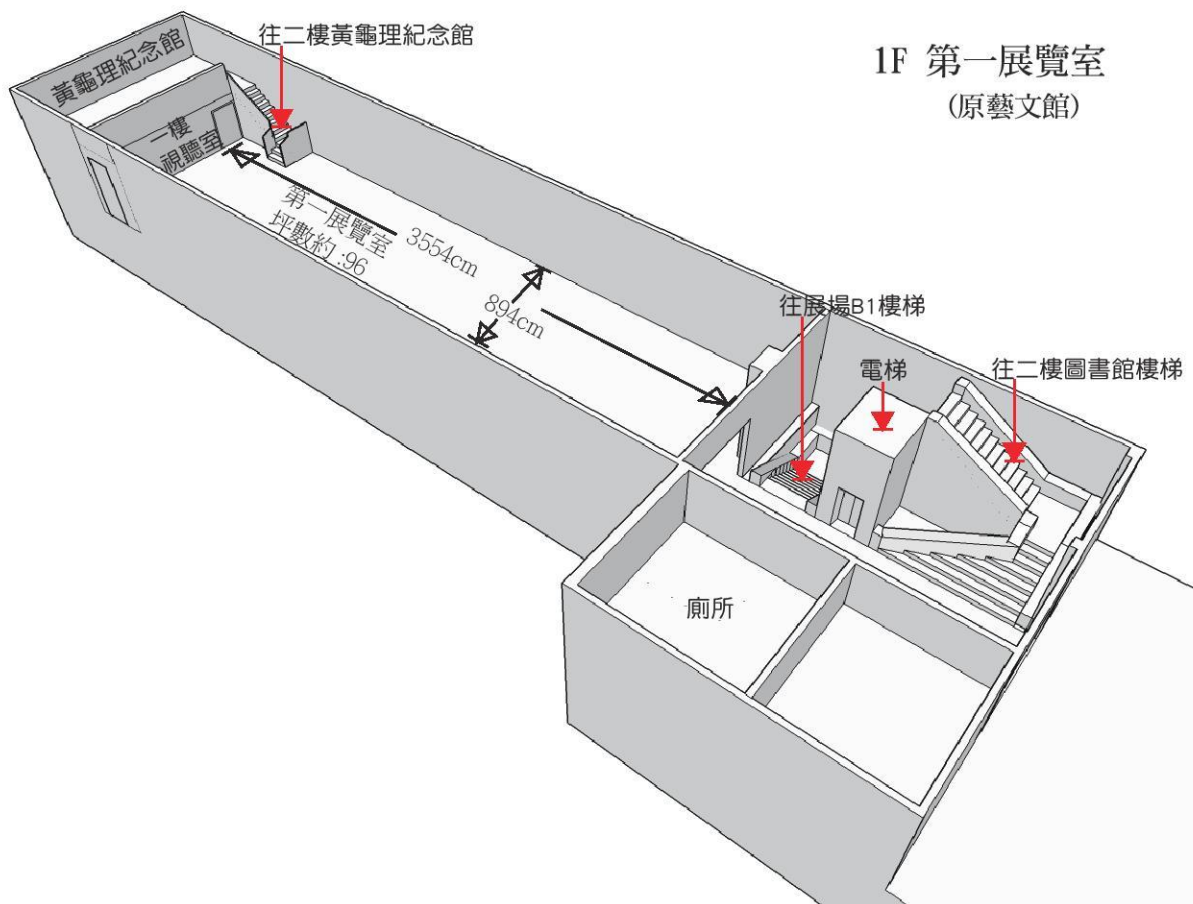 1F 第一展覽室
(原藝文館)
往二樓黃龜理紀念館
黃龜理紀念館
一樓
視聽室
第一展覽室
坪數約:96
3554cm
894cm
往展場B1樓梯
電梯
往二樓圖書館樓梯
廁所